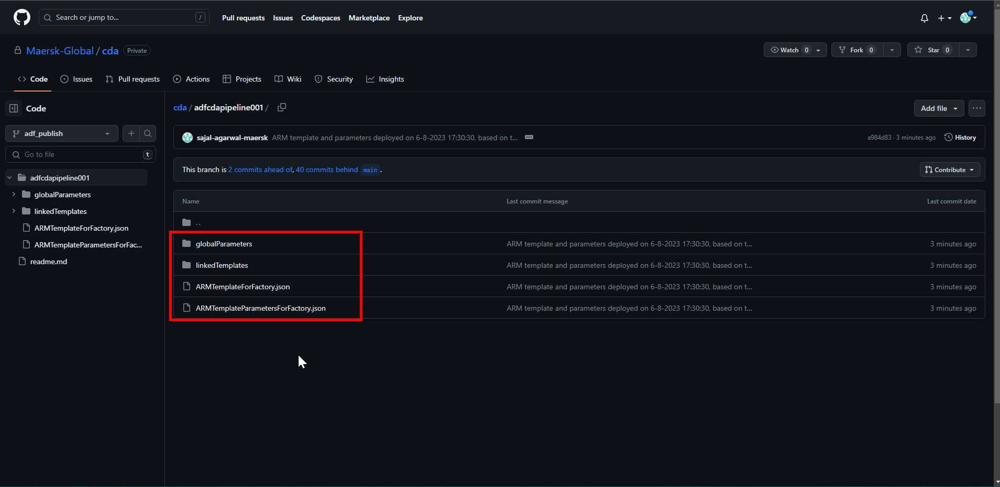 Search or jump to... / Pull requests Issues Codespaces Marketplace Explore
Maersk-Global / cda Private Watch 0 Fork 0 Star 0
Code Issues Pull requests Actions Projects Wiki Security Insights
Code
adf_publish
Go to file t
adfcdapipeline001
globalParameters
linkedTemplates
ARMTemplateForFactory.json
ARMTemplateParametersForFac...
readme.md
cda / adfcdapipeline001 / Add file
sajal-agarwal-maersk ARM template and parameters deployed on 6-8-2023 17:30:30, based on t... a984d83 · 3 minutes ago History
This branch is 2 commits ahead of, 40 commits behind main . Contribute
Name Last commit message Last commit date
..
globalParameters ARM template and parameters deployed on 6-8-2023 17:30:30, based on t... 3 minutes ago
linkedTemplates ARM template and parameters deployed on 6-8-2023 17:30:30, based on t... 3 minutes ago
ARMTemplateForFactory.json ARM template and parameters deployed on 6-8-2023 17:30:30, based on t... 3 minutes ago
ARMTemplateParametersForFactory.json ARM template and parameters deployed on 6-8-2023 17:30:30, based on t... 3 minutes ago